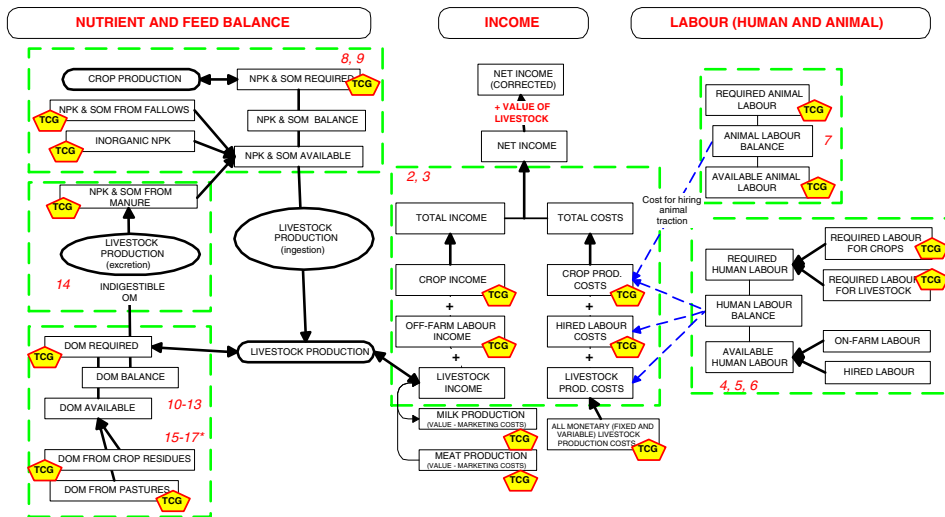 NUTRIENT AND FEED BALANCE
INCOME
LABOUR (HUMAN AND ANIMAL)
8, 9
CROP PRODUCTION
NPK & SOM REQUIRED
TCG
NPK & SOM FROM FALLOWS
TCG
NPK & SOM BALANCE
INORGANIC NPK
TCG
NPK & SOM AVAILABLE
NPK & SOM FROM
MANURE
TCG
LIVESTOCK
PRODUCTION
(excretion)
14
INDIGESTIBLE
OM
LIVESTOCK
PRODUCTION
(ingestion)
DOM REQUIRED
TCG
LIVESTOCK PRODUCTION
DOM BALANCE
DOM AVAILABLE
10-13
15-17*
DOM FROM CROP RESIDUES
TCG
DOM FROM PASTURES
TCG
NET INCOME
(CORRECTED)
+ VALUE OF
LIVESTOCK
NET INCOME
2, 3
TOTAL INCOME
TOTAL COSTS
CROP INCOME
TCG
CROP PROD.
COSTS
TCG
+
+
OFF-FARM LABOUR
INCOME
TCG
HIRED LABOUR
COSTS
TCG
+
+
LIVESTOCK
INCOME
LIVESTOCK
PROD. COSTS
MILK PRODUCTION
(VALUE - MARKETING COSTS)
TCG
MEAT PRODUCTION
(VALUE - MARKETING COSTS)
TCG
ALL MONETARY (FIXED AND
VARIABLE) LIVESTOCK
PRODUCTION COSTS
TCG
REQUIRED ANIMAL
LABOUR
TCG
ANIMAL LABOUR
BALANCE
7
AVAILABLE ANIMAL
LABOUR
TCG
Cost for hiring
animal
traction
REQUIRED LABOUR
FOR CROPS
TCG
REQUIRED
HUMAN LABOUR
REQUIRED LABOUR
FOR LIVESTOCK
TCG
HUMAN LABOUR
BALANCE
ON-FARM LABOUR
AVAILABLE
HUMAN LABOUR
HIRED LABOUR
4, 5, 6